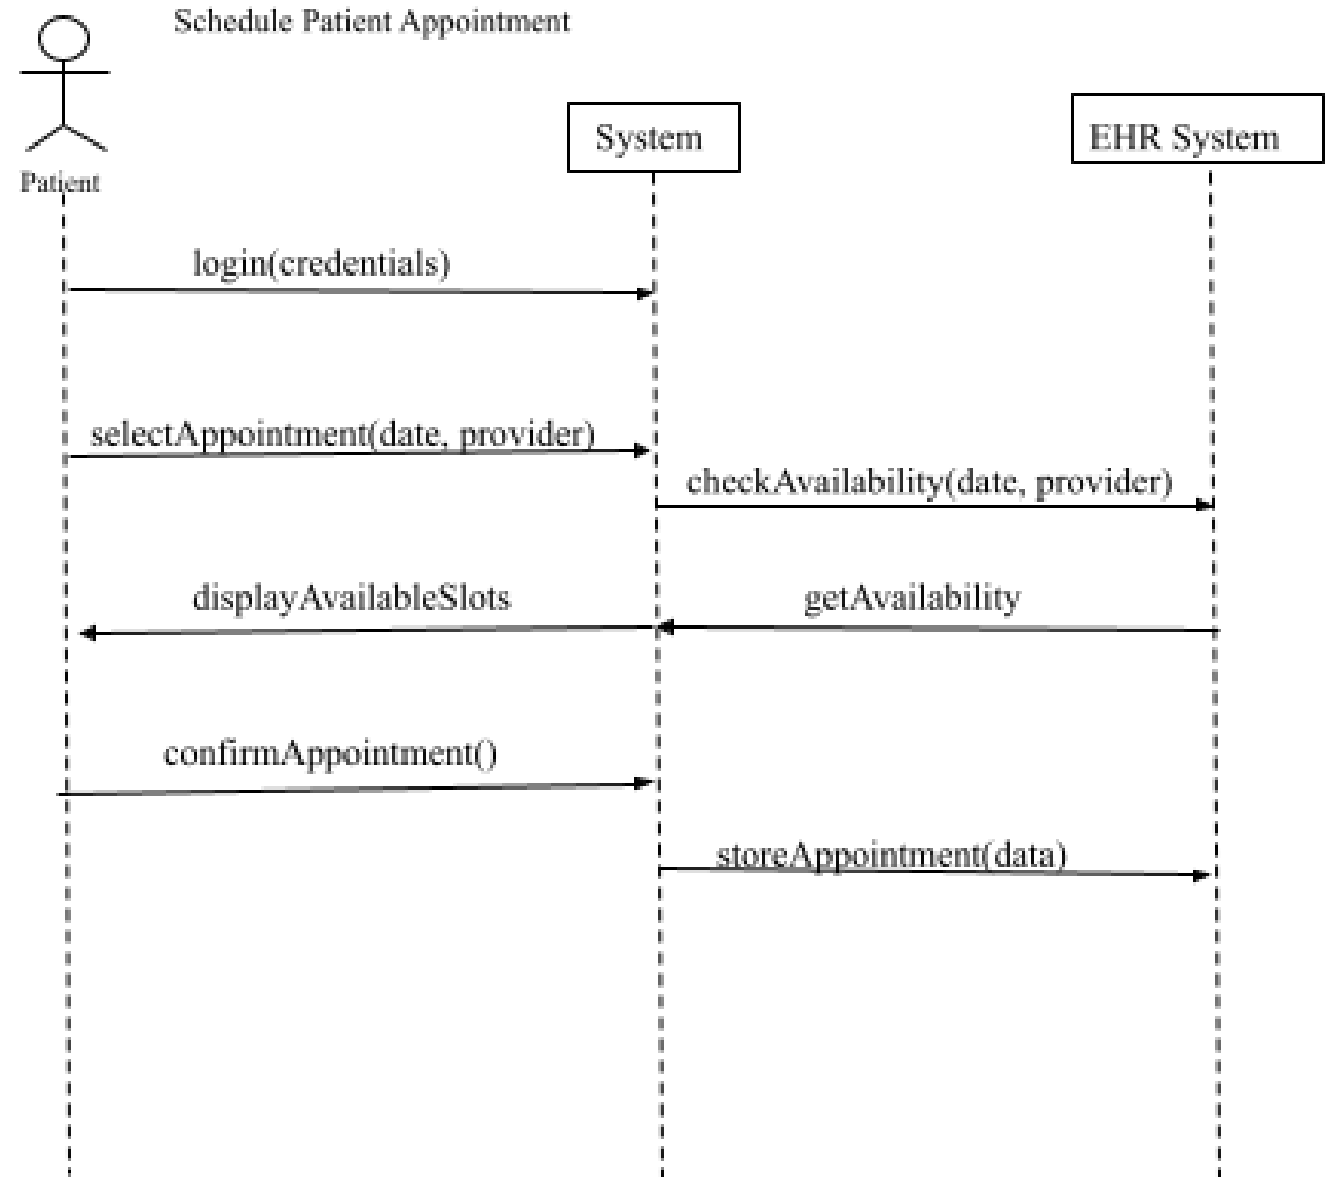 Schedule Patient Appointment
System
EHR System
Patient
login(credentials)
selectAppointment(date, provider)
checkAvailability(date, provider)
displayAvailableSlots
getAvailability
confirmAppointment()
storeAppointment(data)